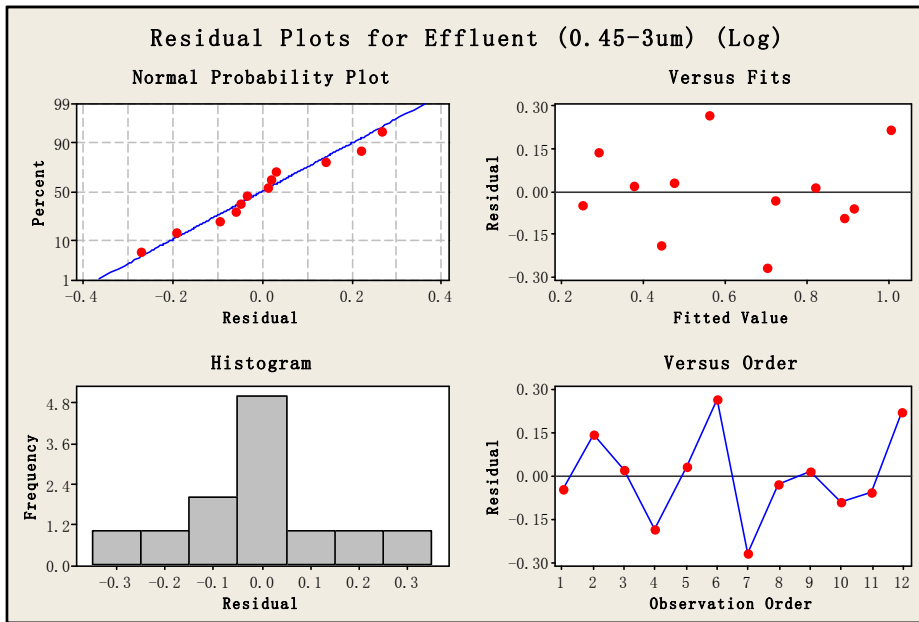 Residual Plots for Effluent (0.45-3um) (Log)
Normal Probability Plot
99
90
50
10
1
Percent
-0.4 -0.2 0.0 0.2 0.4
Residual
Versus Fits
0.30
0.15
0.00
-0.15
-0.30
Residual
0.2 0.4 0.6 0.8 1.0
Fitted Value
Histogram
4.8
3.6
2.4
1.2
0.0
Frequency
-0.3 -0.2 -0.1 0.0 0.1 0.2 0.3
Residual
Versus Order
0.30
0.15
0.00
-0.15
-0.30
Residual
1 2 3 4 5 6 7 8 9 10 11 12
Observation Order